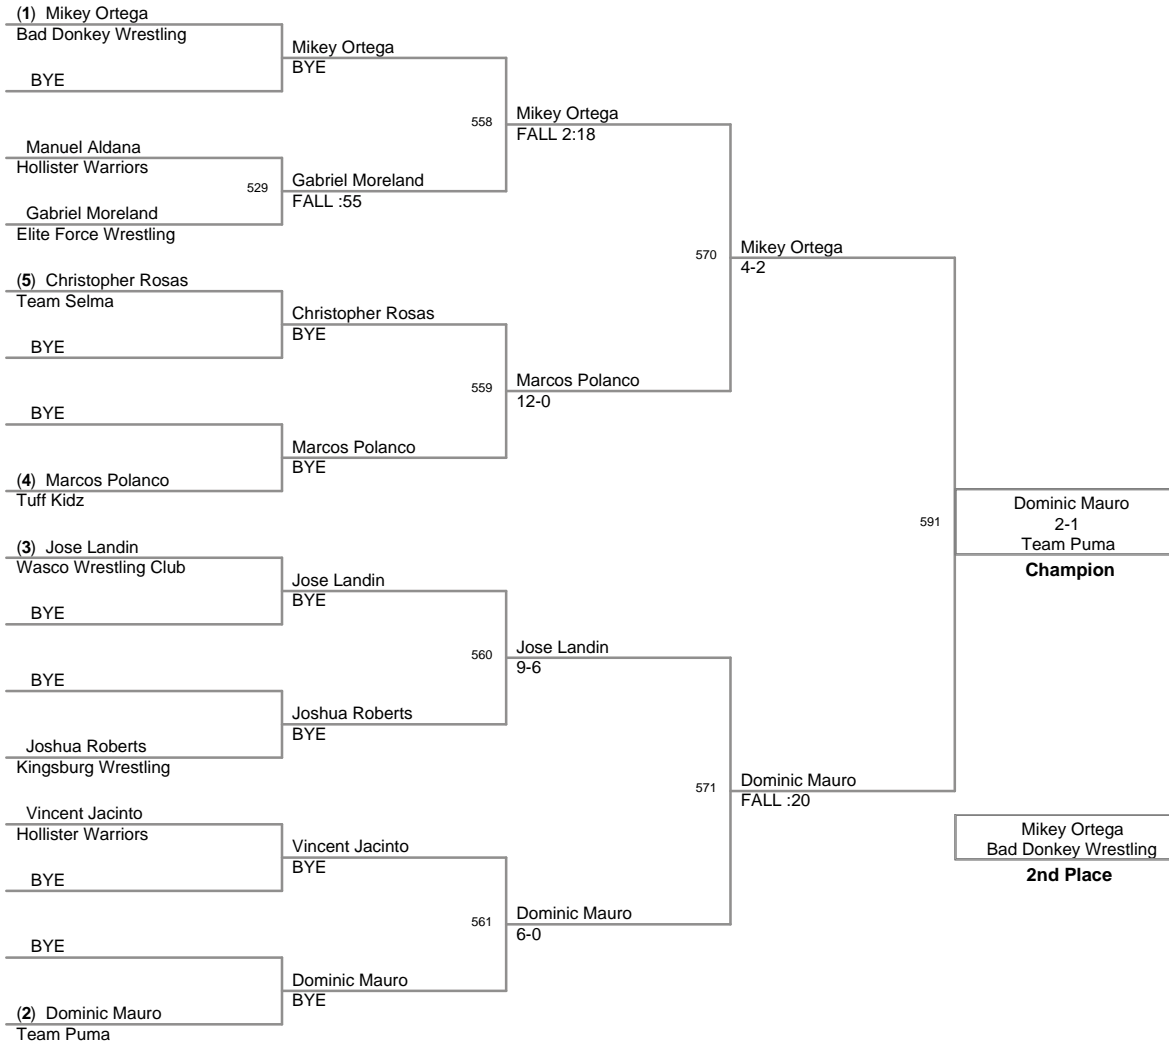 (1) Mikey Ortega
Bad Donkey Wrestling
BYE
Manuel Aldana
Hollister Warriors
529
Gabriel Moreland
Elite Force Wrestling
(5) Christopher Rosas
Team Selma
BYE
BYE
(4) Marcos Polanco
Tuff Kidz
(3) Jose Landin
Wasco Wrestling Club
BYE
BYE
Joshua Roberts
Kingsburg Wrestling
Vincent Jacinto
Hollister Warriors
BYE
BYE
(2) Dominic Mauro
Team Puma
Mikey Ortega
BYE
558
Gabriel Moreland
FALL :55
Christopher Rosas
BYE
559
Marcos Polanco
BYE
Jose Landin
BYE
560
Joshua Roberts
BYE
Vincent Jacinto
BYE
561
Dominic Mauro
BYE
Mikey Ortega
FALL 2:18
570
Marcos Polanco
12-0
Jose Landin
9-6
571
Dominic Mauro
6-0
Mikey Ortega
4-2
591
Dominic Mauro
FALL :20
Dominic Mauro
2-1
Team Puma
Champion
Mikey Ortega
Bad Donkey Wrestling
2nd Place